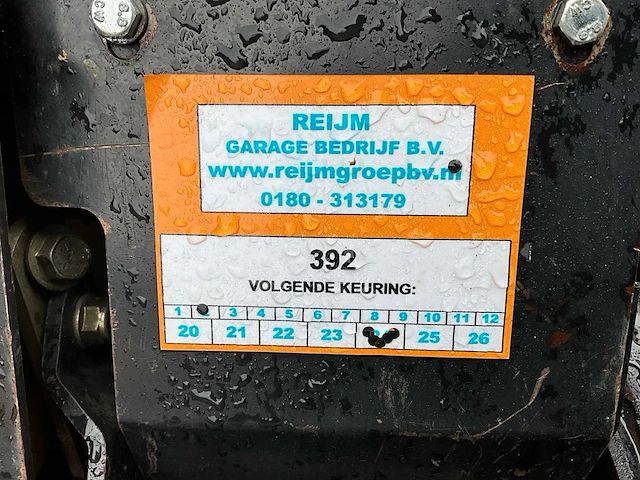 REIJM
GARAGE BEDRIJF B.V.
www.reijmgroepbv.nl
0180 - 313179
392
VOLGENDE KEURING:
1 3 4 5 6 7 8 9 10 11 12
20 21 22 23 25 26